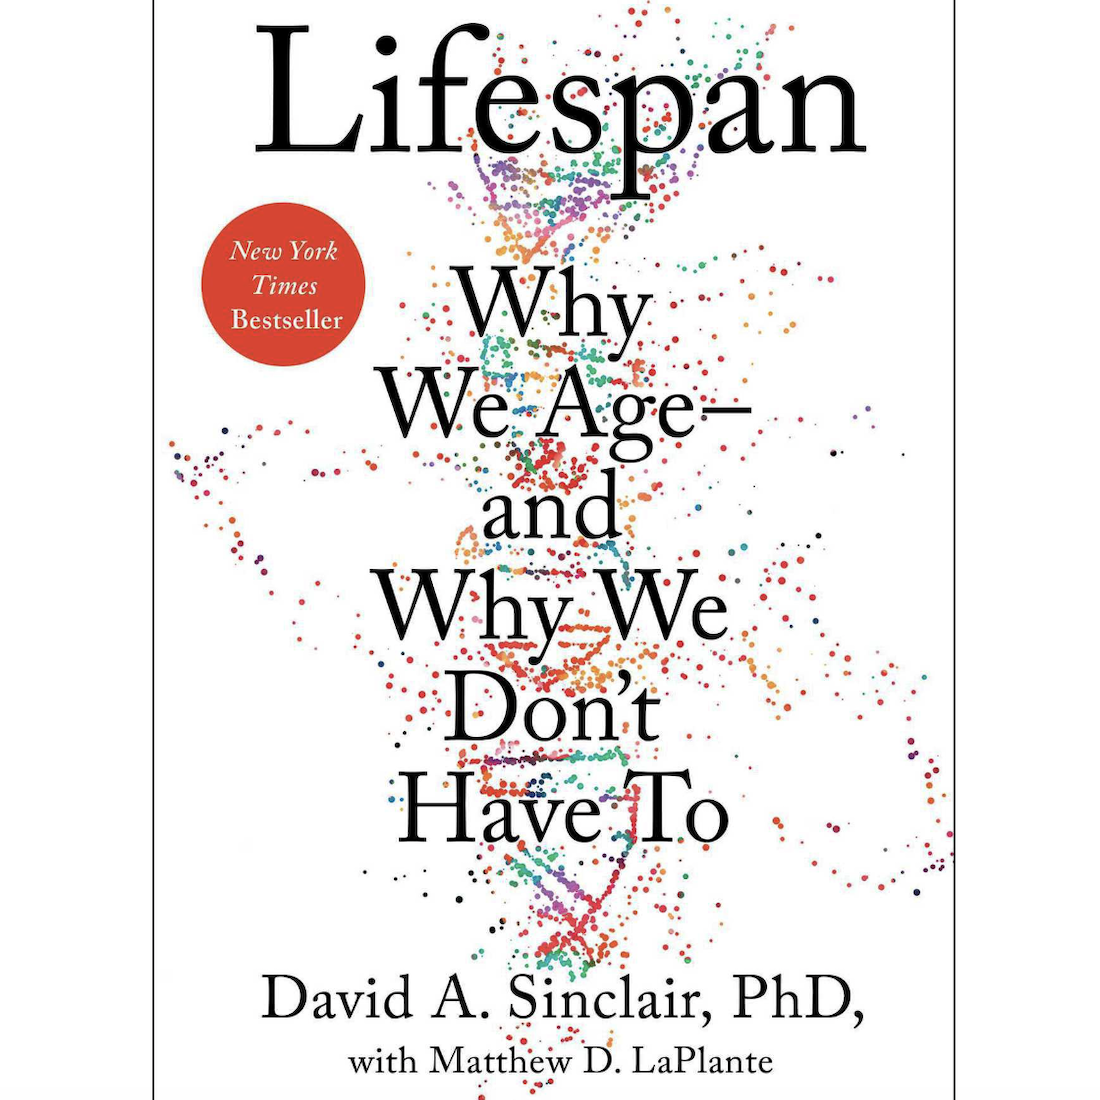 Lifespan
New York
Times
Bestseller
Why
We Age–
and
Why We
Don’t
Have To
David A. Sinclair, PhD,
with Matthew D. LaPlante